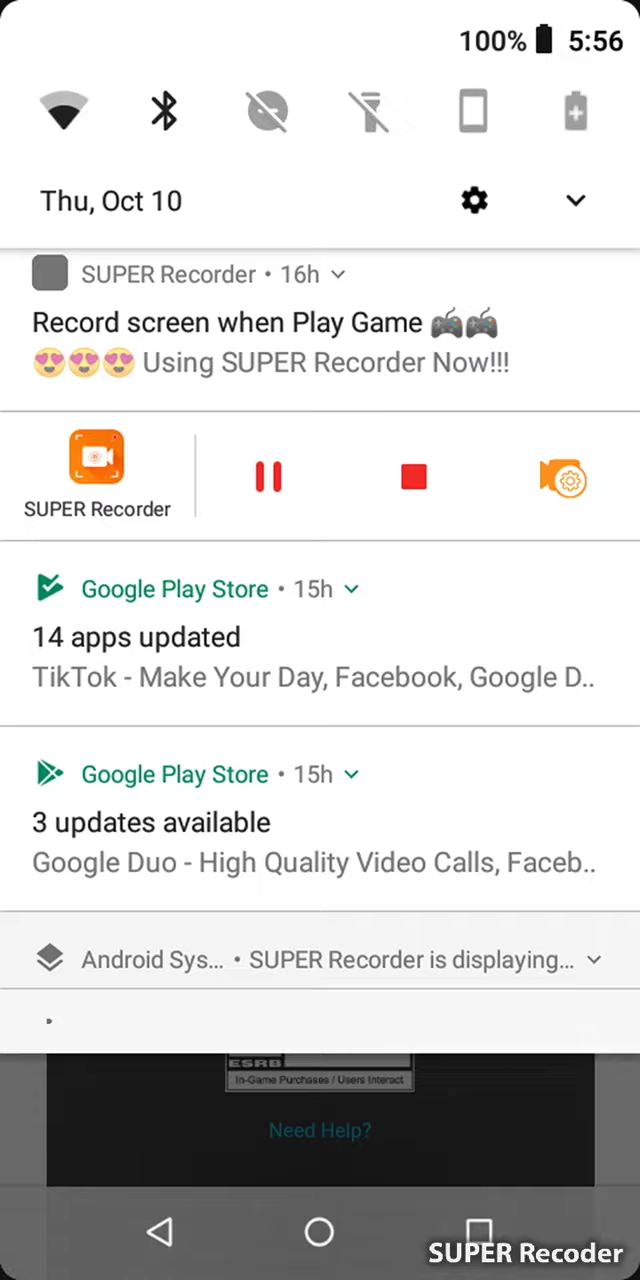 100% 5:56
Thu, Oct 10
SUPER Recorder • 16h
Record screen when Play Game 🎮🎮
😍😍😍 Using SUPER Recorder Now!!!
SUPER Recorder
Google Play Store • 15h
14 apps updated
TikTok - Make Your Day, Facebook, Google D..
Google Play Store • 15h
3 updates available
Google Duo - High Quality Video Calls, Faceb..
Android Sys... • SUPER Recorder is displaying...
ESRB
In-Game Purchases / Users Interact
Need Help?
SUPER Recoder